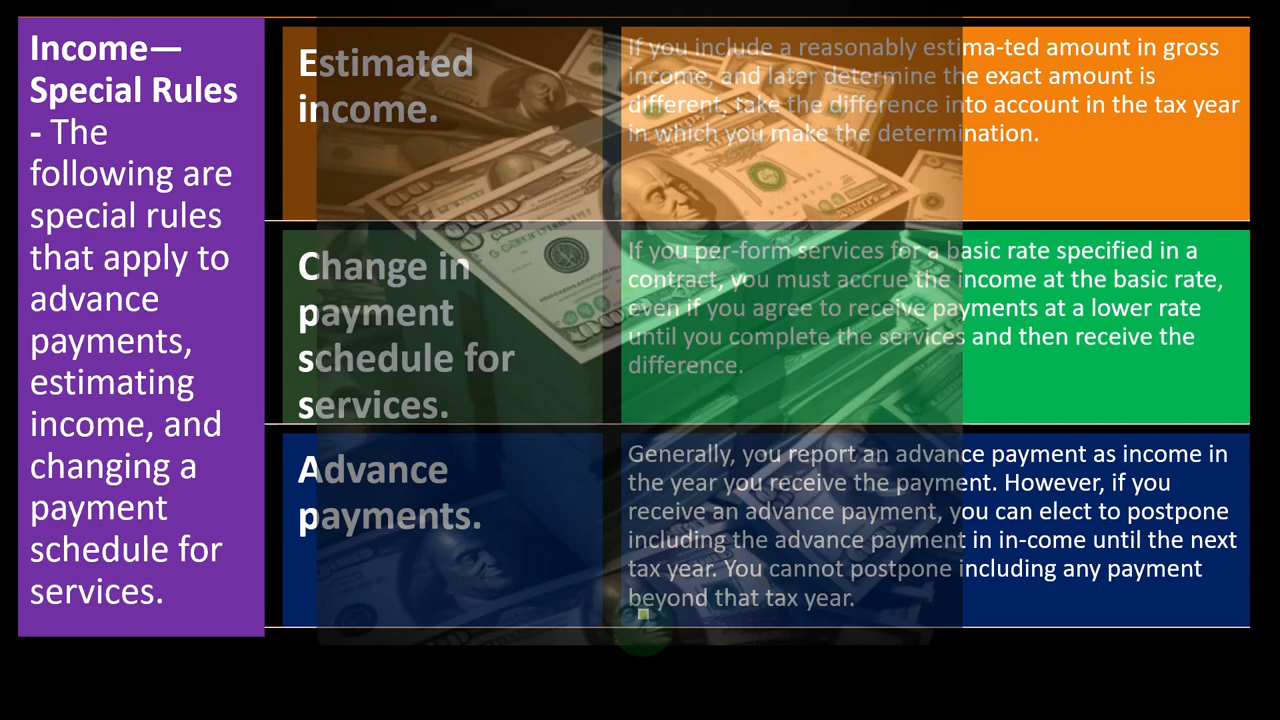 Income—
Special Rules
- The
following are
special rules
that apply to
advance
payments,
estimating
income, and
changing a
payment
schedule for
services.
Estimated
income.
If you include a reasonably estima-ted amount in gross
income, and later determine the exact amount is
different, take the difference into account in the tax year
in which you make the determination.
Change in
payment
schedule for
services.
If you per-form services for a basic rate specified in a
contract, you must accrue the income at the basic rate,
even if you agree to receive payments at a lower rate
until you complete the services and then receive the
difference.
Advance
payments.
Generally, you report an advance payment as income in
the year you receive the payment. However, if you
receive an advance payment, you can elect to postpone
including the advance payment in in-come until the next
tax year. You cannot postpone including any payment
beyond that tax year.